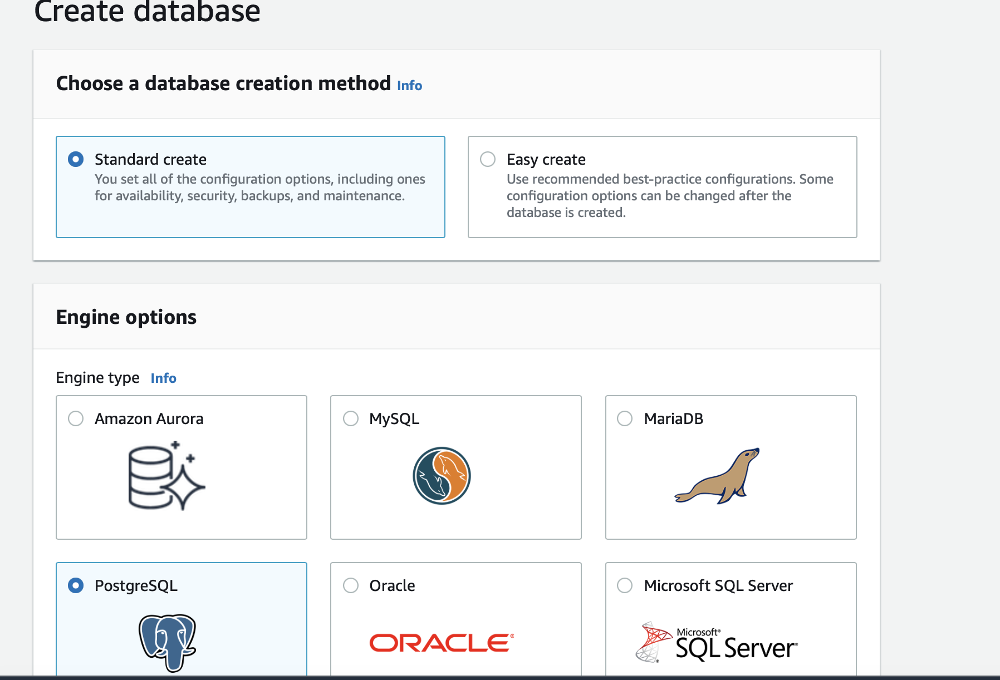 Create database
Choose a database creation method Info
Standard create
You set all of the configuration options, including ones
for availability, security, backups, and maintenance.
Easy create
Use recommended best-practice configurations. Some
configuration options can be changed after the
database is created.
Engine options
Engine type Info
Amazon Aurora
MySQL
MariaDB
PostgreSQL
Oracle
ORACLE®
Microsoft SQL Server
Microsoft®
SQL Server®